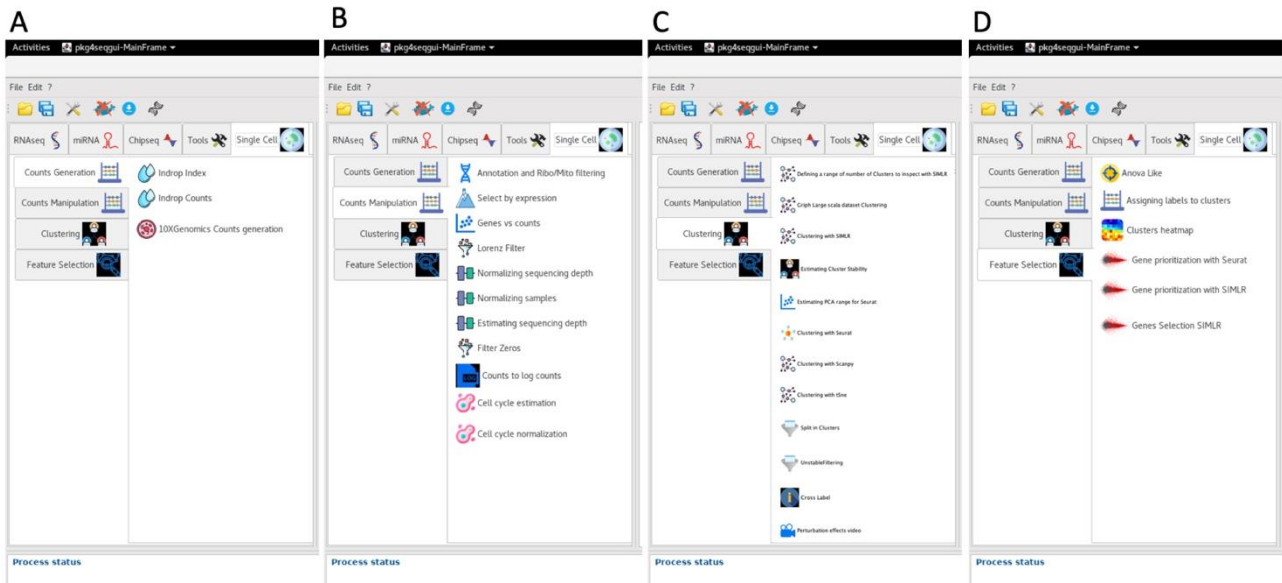 A
Activities pkg4seqgui-MainFrame
File Edit ?
RNAseq miRNA Chipseq Tools Single Cell
Counts Generation
Counts Manipulation
Clustering
Feature Selection
Indrop Index
Indrop Counts
10XGenomics Counts generation
Process status
B
Activities pkg4seqgui-MainFrame
File Edit ?
RNAseq miRNA Chipseq Tools Single Cell
Counts Generation
Counts Manipulation
Clustering
Feature Selection
Annotation and Ribo/Mito filtering
Select by expression
Genes vs counts
Lorenz Filter
Normalizing sequencing depth
Normalizing samples
Estimating sequencing depth
Filter Zeros
LOG
Counts to log counts
Cell cycle estimation
Cell cycle normalization
Process status
C
Activities pkg4seqgui-MainFrame
File Edit ?
RNAseq miRNA Chipseq Tools Single Cell
Counts Generation
Counts Manipulation
Clustering
Feature Selection
Defining a range of number of Clusters to inspect with SIMLR
Griph Large scala dataset Clustering
Clustering with SIMLR
Estimating Cluster Stability
Estimating PCA range for Seurat
Clustering with Seurat
Clustering with Scanpy
Clustering with tSne
Split in Clusters
UnstableFiltering
Cross Label
Perturbation effects video
Process status
D
Activities pkg4seqgui-MainFrame
File Edit ?
RNAseq miRNA Chipseq Tools Single Cell
Counts Generation
Counts Manipulation
Clustering
Feature Selection
Anova Like
Assigning labels to clusters
Clusters heatmap
Gene prioritization with Seurat
Gene prioritization with SIMLR
Genes Selection SIMLR
Process status